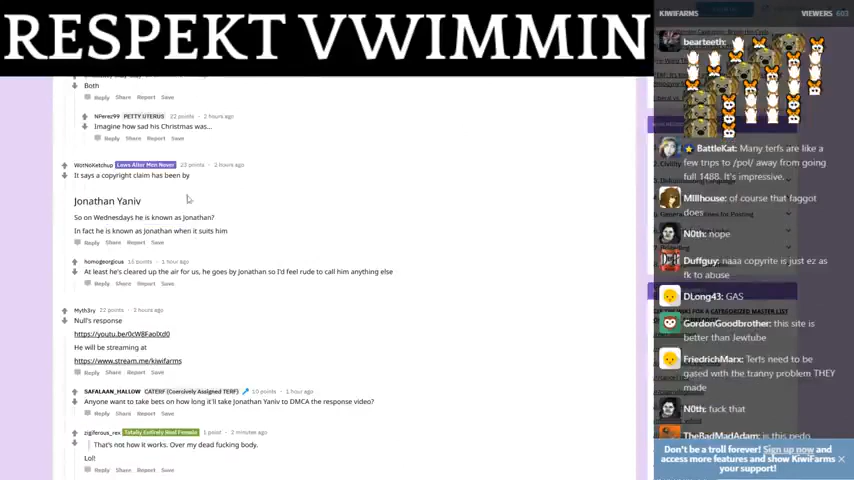 RESPEKT VWIMMIN
Both
Reply Share Report Save
NPerez99 PETTY UTERUS 22 points · 2 hours ago
Imagine how sad his Christmas was...
Reply Share Report Save
WotNoKetchup Laws Alter Men Never 23 points · 2 hours ago
It says a copyright claim has been by
Jonathan Yaniv
So on Wednesdays he is known as Jonathan?
In fact he is known as Jonathan when it suits him
Reply Share Report Save
homogeorgicus 15 points · 1 hour ago
At least he's cleared up the air for us, he goes by Jonathan so I'd feel rude to call him anything else
Reply Share Report Save
Myth3ry 22 points · 2 hours ago
Null's response
He will be streaming at
https://www.stream.me/kiwifarms
Reply Share Report Save
SAFALAAN_HALLOW CATERF (Coercively Assigned TERF) 10 points · 1 hour ago
Anyone want to take bets on how long it'll take Jonathan Yaniv to DMCA the response video?
Reply Share Report Save
zigiferous_rex Totally Entirely Woof Female 1 point · 2 minutes ago
That's not how it works. Over my dead fucking body.
Lol!
Reply Share Report Save
KIWIFARMS VIEWERS 603
bearteeth:
BattleKat: Many terfs are like
a few trips to /pol/ away from going
full 1488. It's impressive.
Millhouse: of course that faggot
does
N0th: nope
Duffguy: naaa copyrite is just ez as
fk to abuse
DLong43: GAS
GordonGoodbrother: this site is
better than Jewtube
FriedrichMarx: Terfs need to be
gased with the tranny problem THEY
made
N0th: fuck that
TheBadMadAdam: is this pedo
Don't be a troll forever! Sign up now and
access more features and show KiwiFarms
your support!